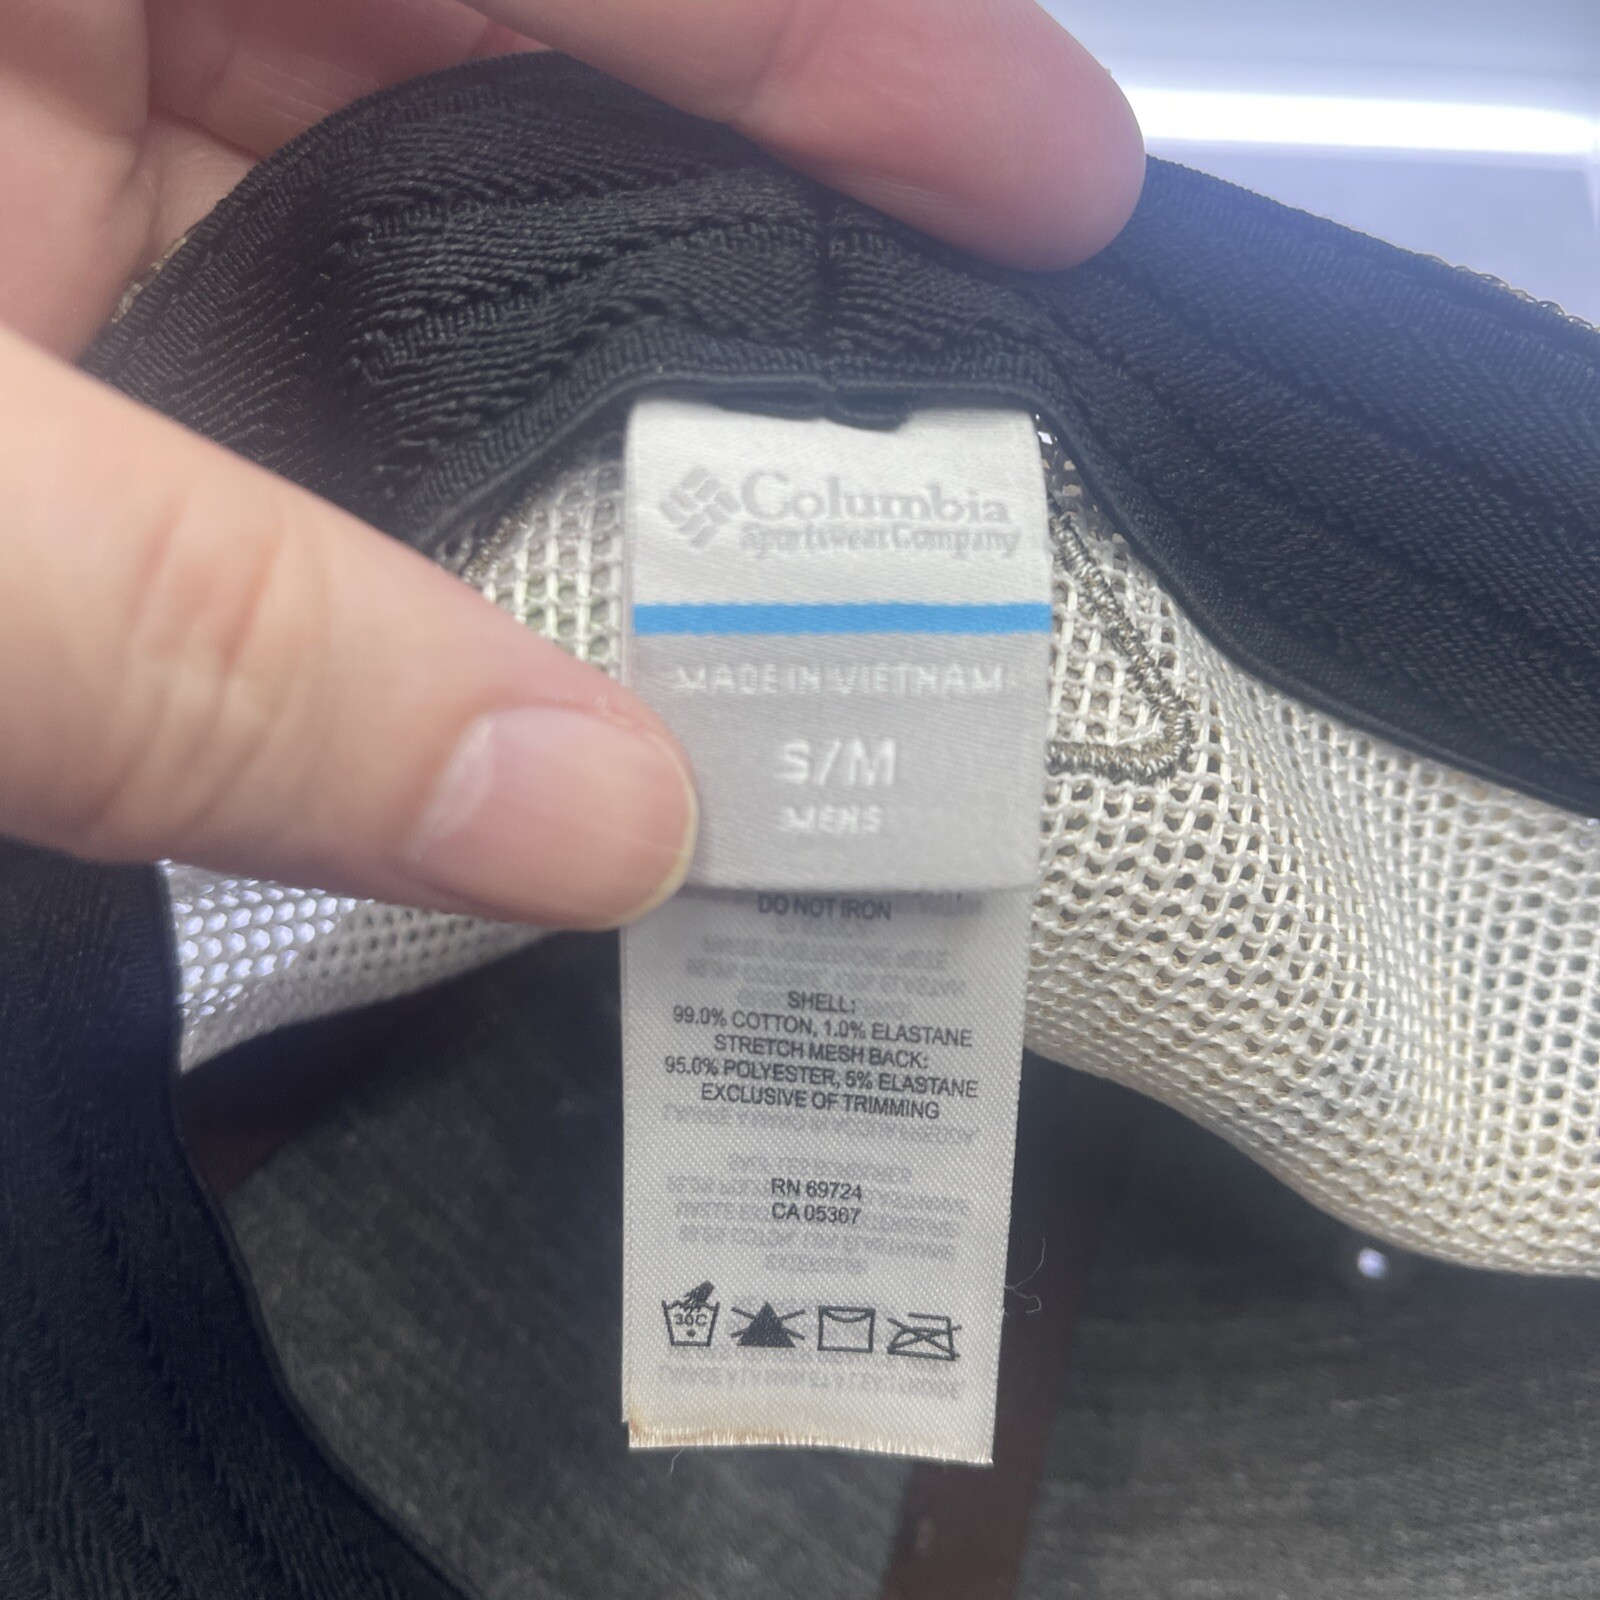 Columbia
Sportswear Company
MADE IN VIETNAM
S/M
MENS
DO NOT IRON
SHELL:
99.0% COTTON, 1.0% ELASTANE
STRETCH MESH BACK:
95.0% POLYESTER, 5% ELASTANE
EXCLUSIVE OF TRIMMING
RN 69724
CA 05367
30C